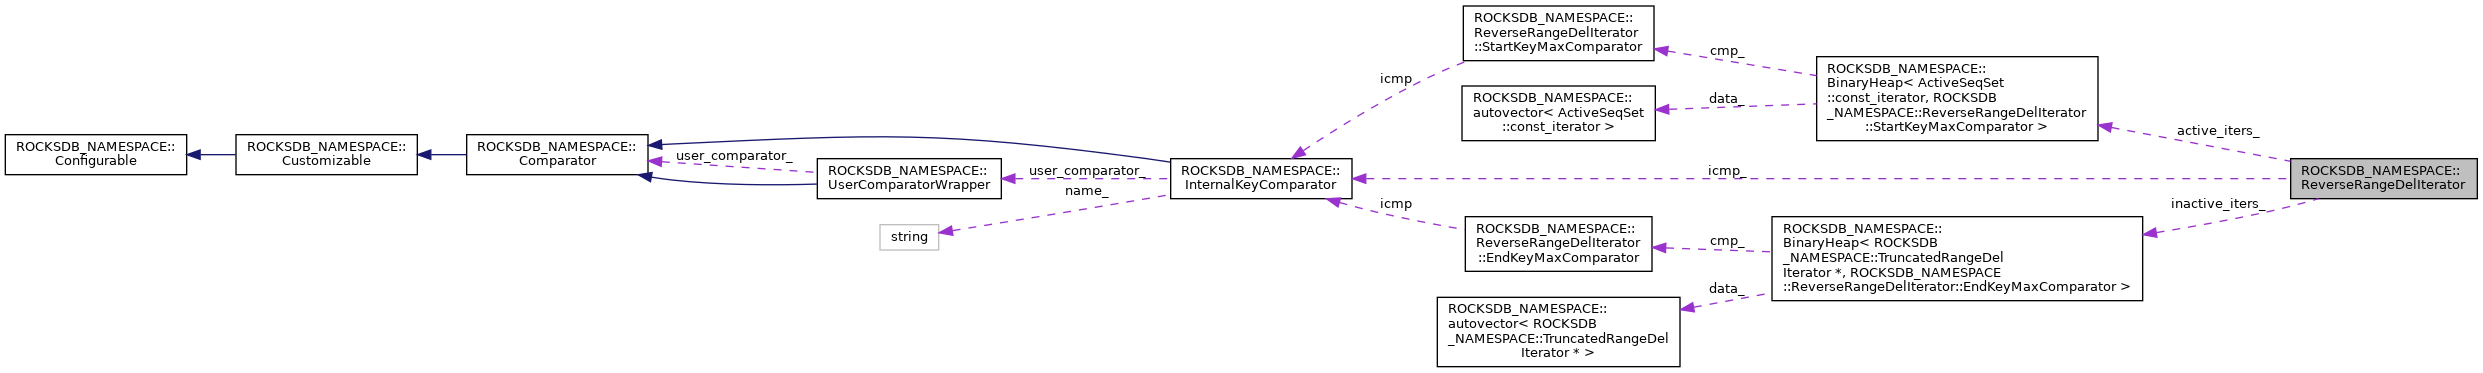 ROCKSDB_NAMESPACE::
Configurable
ROCKSDB_NAMESPACE::
Customizable
ROCKSDB_NAMESPACE::
Comparator
user_comparator_
ROCKSDB_NAMESPACE::
UserComparatorWrapper
user_comparator_
name_
string
ROCKSDB_NAMESPACE::
InternalKeyComparator
icmp
icmp_
icmp
ROCKSDB_NAMESPACE::
ReverseRangeDelIterator
::StartKeyMaxComparator
ROCKSDB_NAMESPACE::
autovector< ActiveSeqSet
::const_iterator >
ROCKSDB_NAMESPACE::
ReverseRangeDelIterator
::EndKeyMaxComparator
ROCKSDB_NAMESPACE::
autovector< ROCKSDB
_NAMESPACE::TruncatedRangeDel
Iterator * >
cmp_
data_
cmp_
data_
ROCKSDB_NAMESPACE::
BinaryHeap< ActiveSeqSet
::const_iterator, ROCKSDB
_NAMESPACE::ReverseRangeDelIterator
::StartKeyMaxComparator >
ROCKSDB_NAMESPACE::
BinaryHeap< ROCKSDB
_NAMESPACE::TruncatedRangeDel
Iterator *, ROCKSDB_NAMESPACE
::ReverseRangeDelIterator::EndKeyMaxComparator >
active_iters_
inactive_iters_
ROCKSDB_NAMESPACE::
ReverseRangeDelIterator